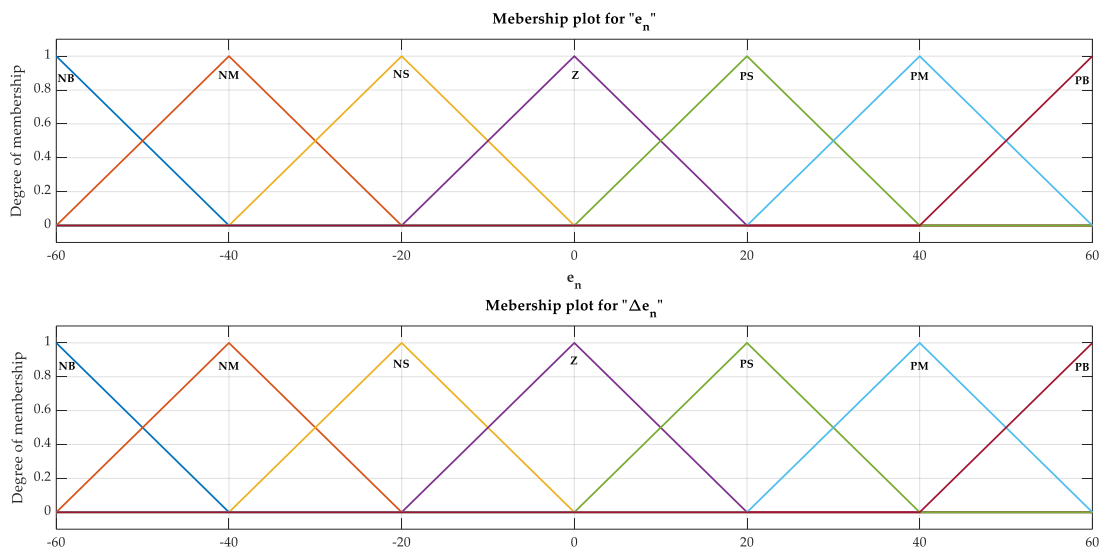 Mebership plot for "e_n"
Degree of membership
1
0.8
0.6
0.4
0.2
0
NB
NM
NS
Z
PS
PM
PB
-60
-40
-20
0
20
40
60
e_n
Mebership plot for "Δe_n"
Degree of membership
1
0.8
0.6
0.4
0.2
0
NB
NM
NS
Z
PS
PM
PB
-60
-40
-20
0
20
40
60